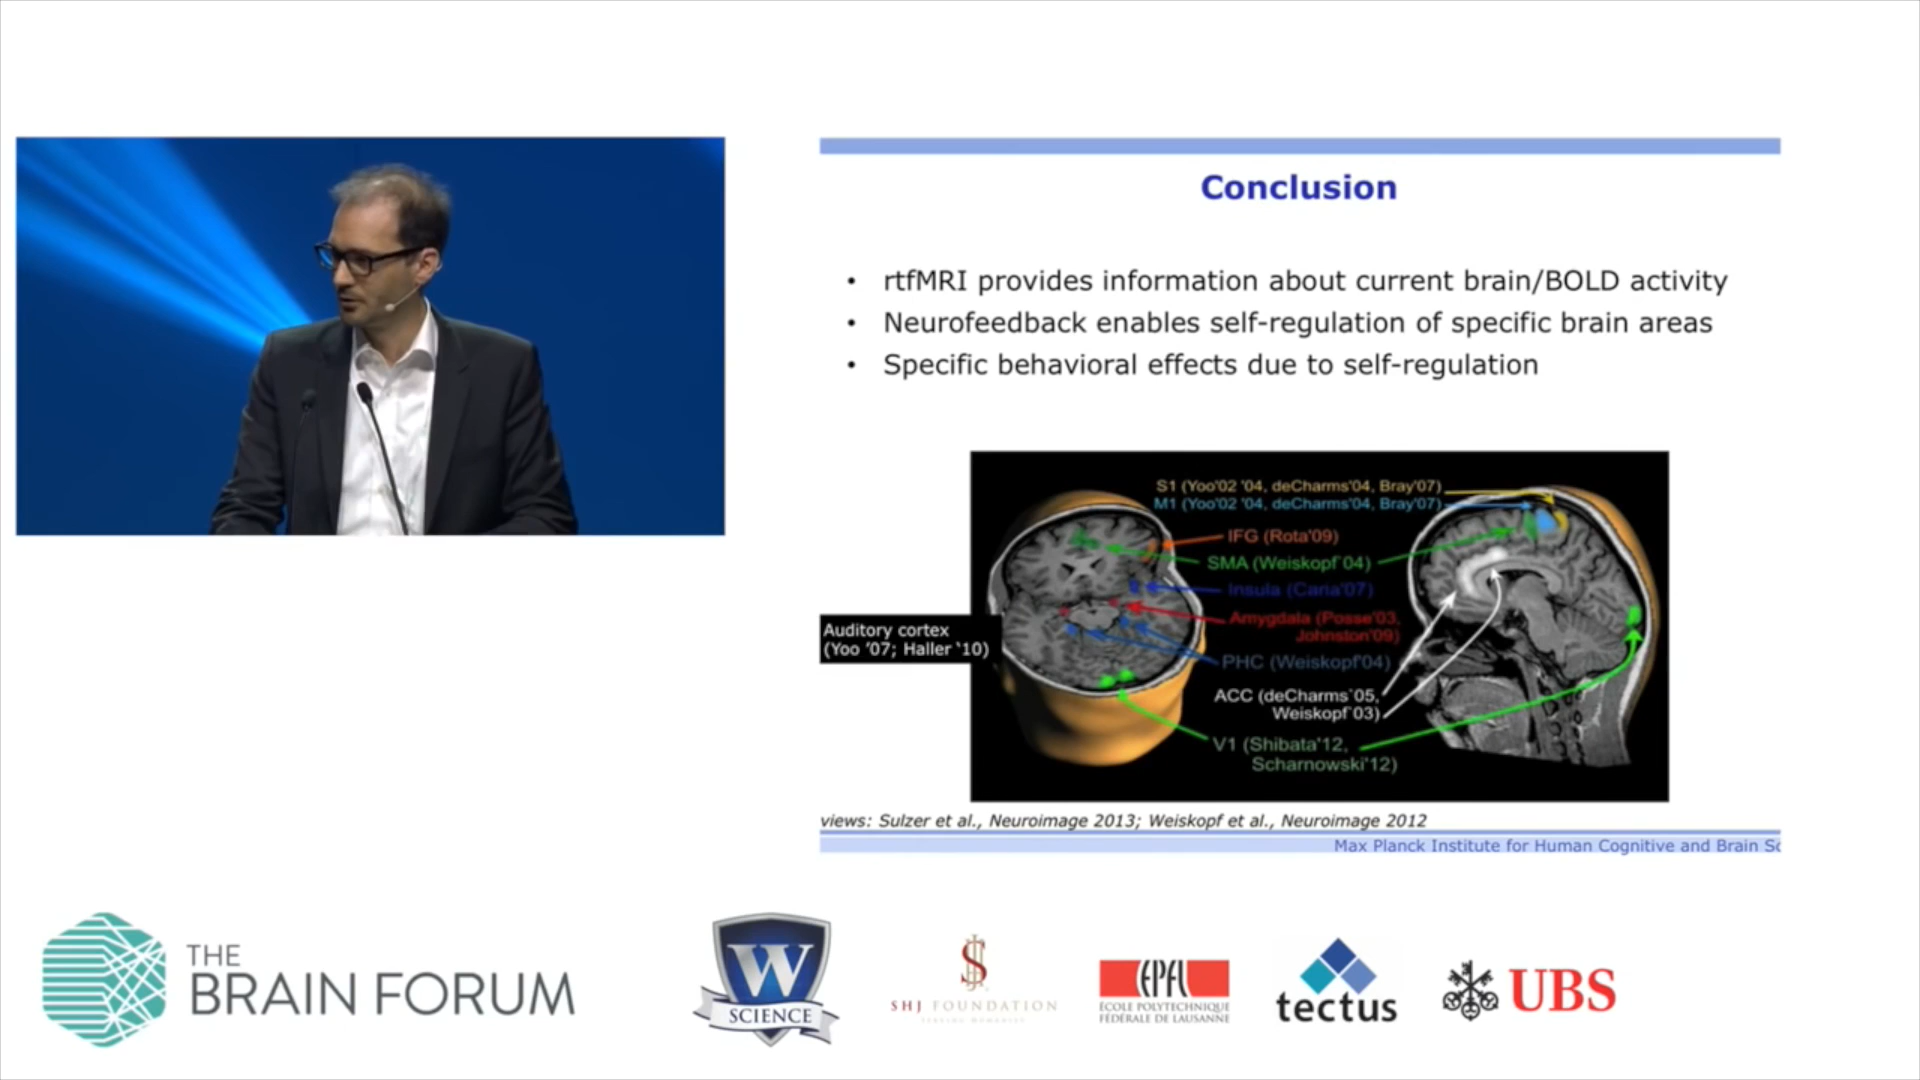 Conclusion
• rtfMRI provides information about current brain/BOLD activity
• Neurofeedback enables self-regulation of specific brain areas
• Specific behavioral effects due to self-regulation
S1 (Yoo'02 '04, deCharms'04, Bray'07)
M1 (Yoo'02 '04, deCharms'04, Bray'07)
IFG (Rota'09)
SMA (Weiskopf'04)
Insula (Caria'07)
Amygdala (Posse'03,
Johnston'09)
PHC (Weiskopf'04)
ACC (deCharms'05,
Weiskopf'03)
V1 (Shibata'12,
Scharnowski'12)
Auditory cortex
(Yoo '07; Haller '10)
views: Sulzer et al., Neuroimage 2013; Weiskopf et al., Neuroimage 2012
Max Planck Institute for Human Cognitive and Brain Sc
THE
BRAIN FORUM
W
SCIENCE
SHJ FOUNDATION
SERVING HUMANITY
EPFL
ÉCOLE POLYTECHNIQUE
FÉDÉRALE DE LAUSANNE
tectus
UBS